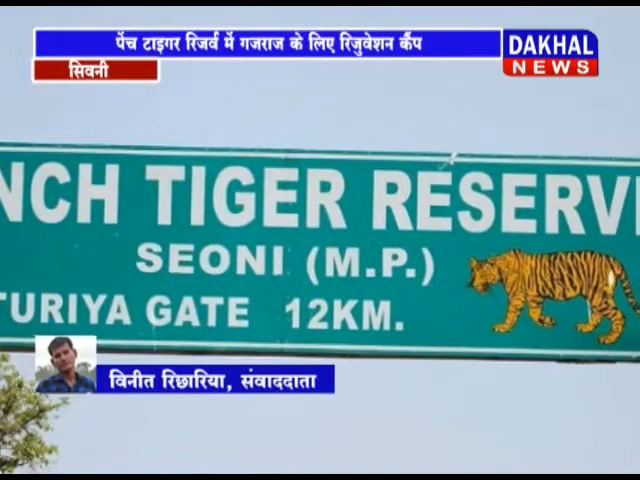 पेंच टाइगर रिजर्व में गजराज के लिए रिजुवेशन कैंप
DAKHAL
NEWS
सिवनी
NCH TIGER RESERV
SEONI (M.P.)
TURIYA GATE 12KM.
विनीत रिछारिया, संवाददाता